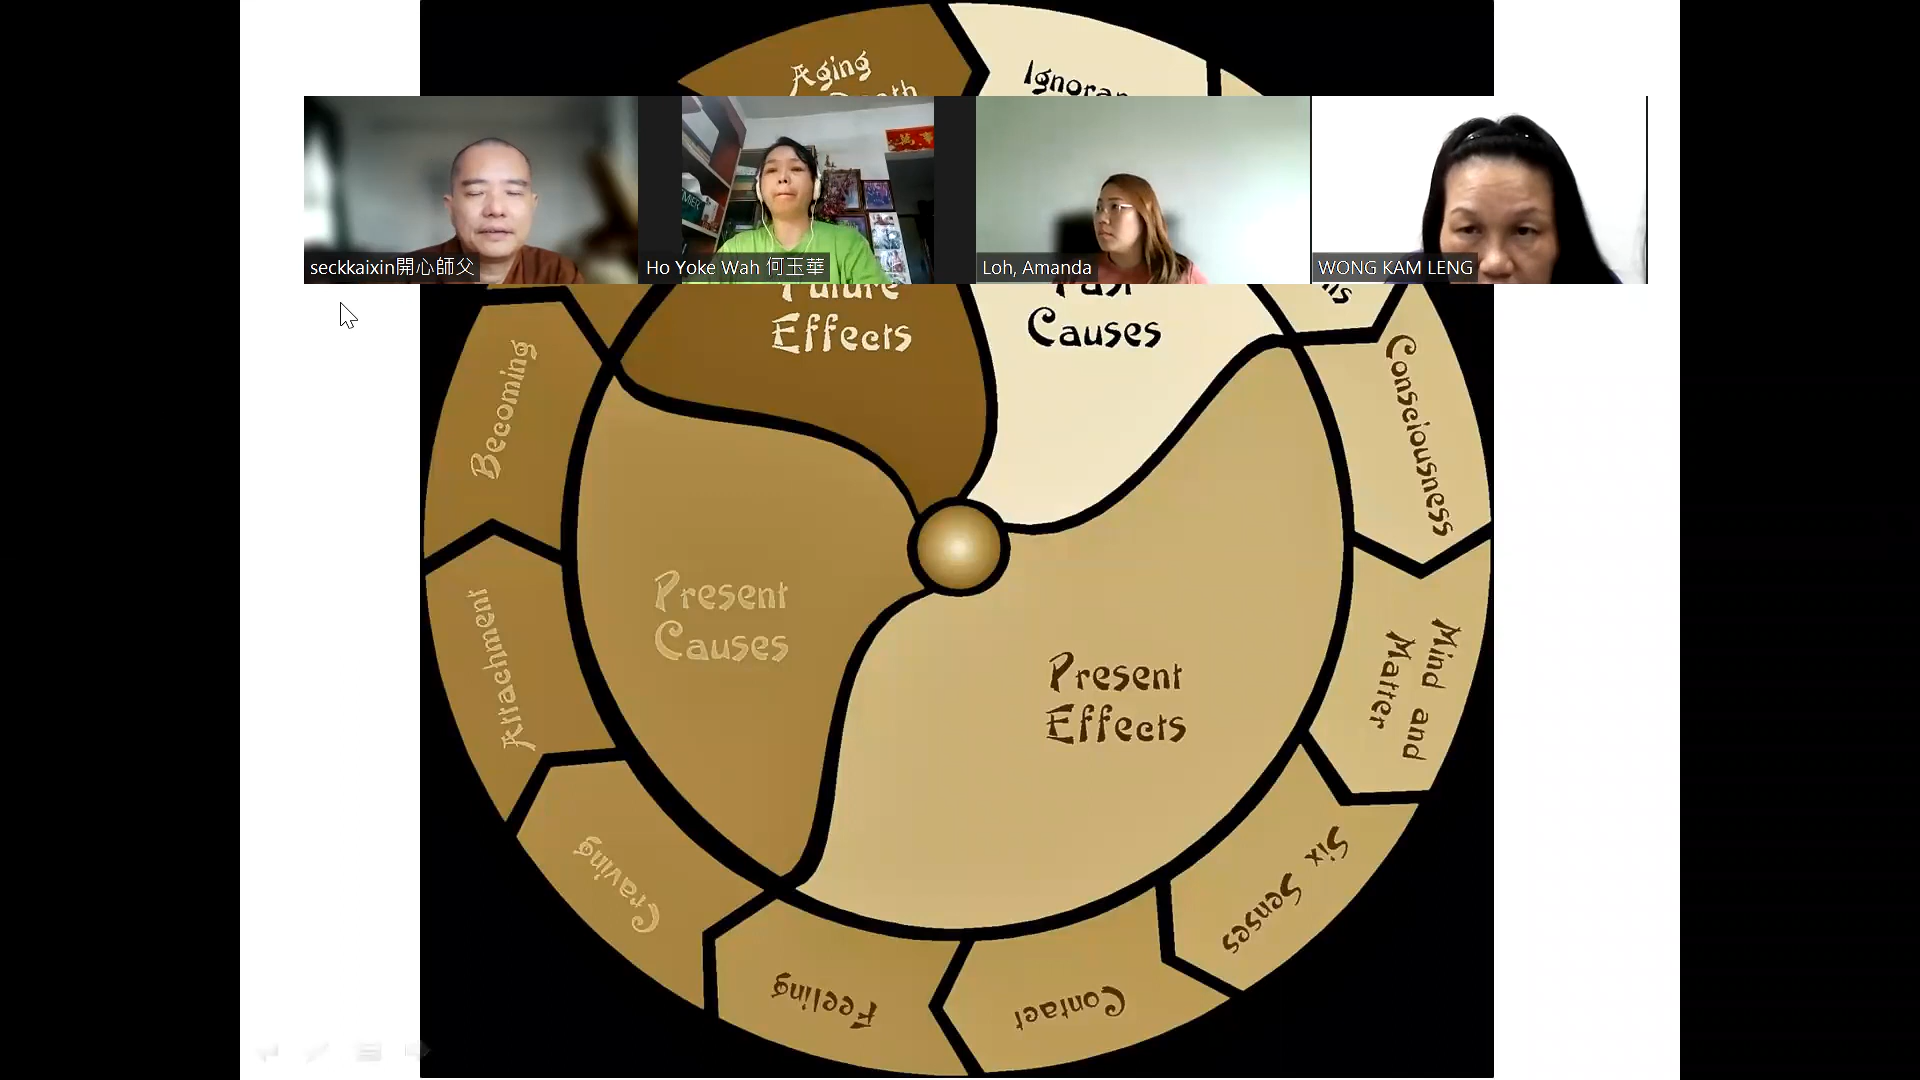 Aging
Ignoran
seckkaixin開心師父
Ho Yoke Wah 何玉華
Loh, Amanda
WONG KAM LENG
Future
Effects
Past
Causes
Becoming
Consciousness
Present
Causes
Attachment
Mind and
Matter
Present
Effects
Craving
Six Senses
Feeling
Contact